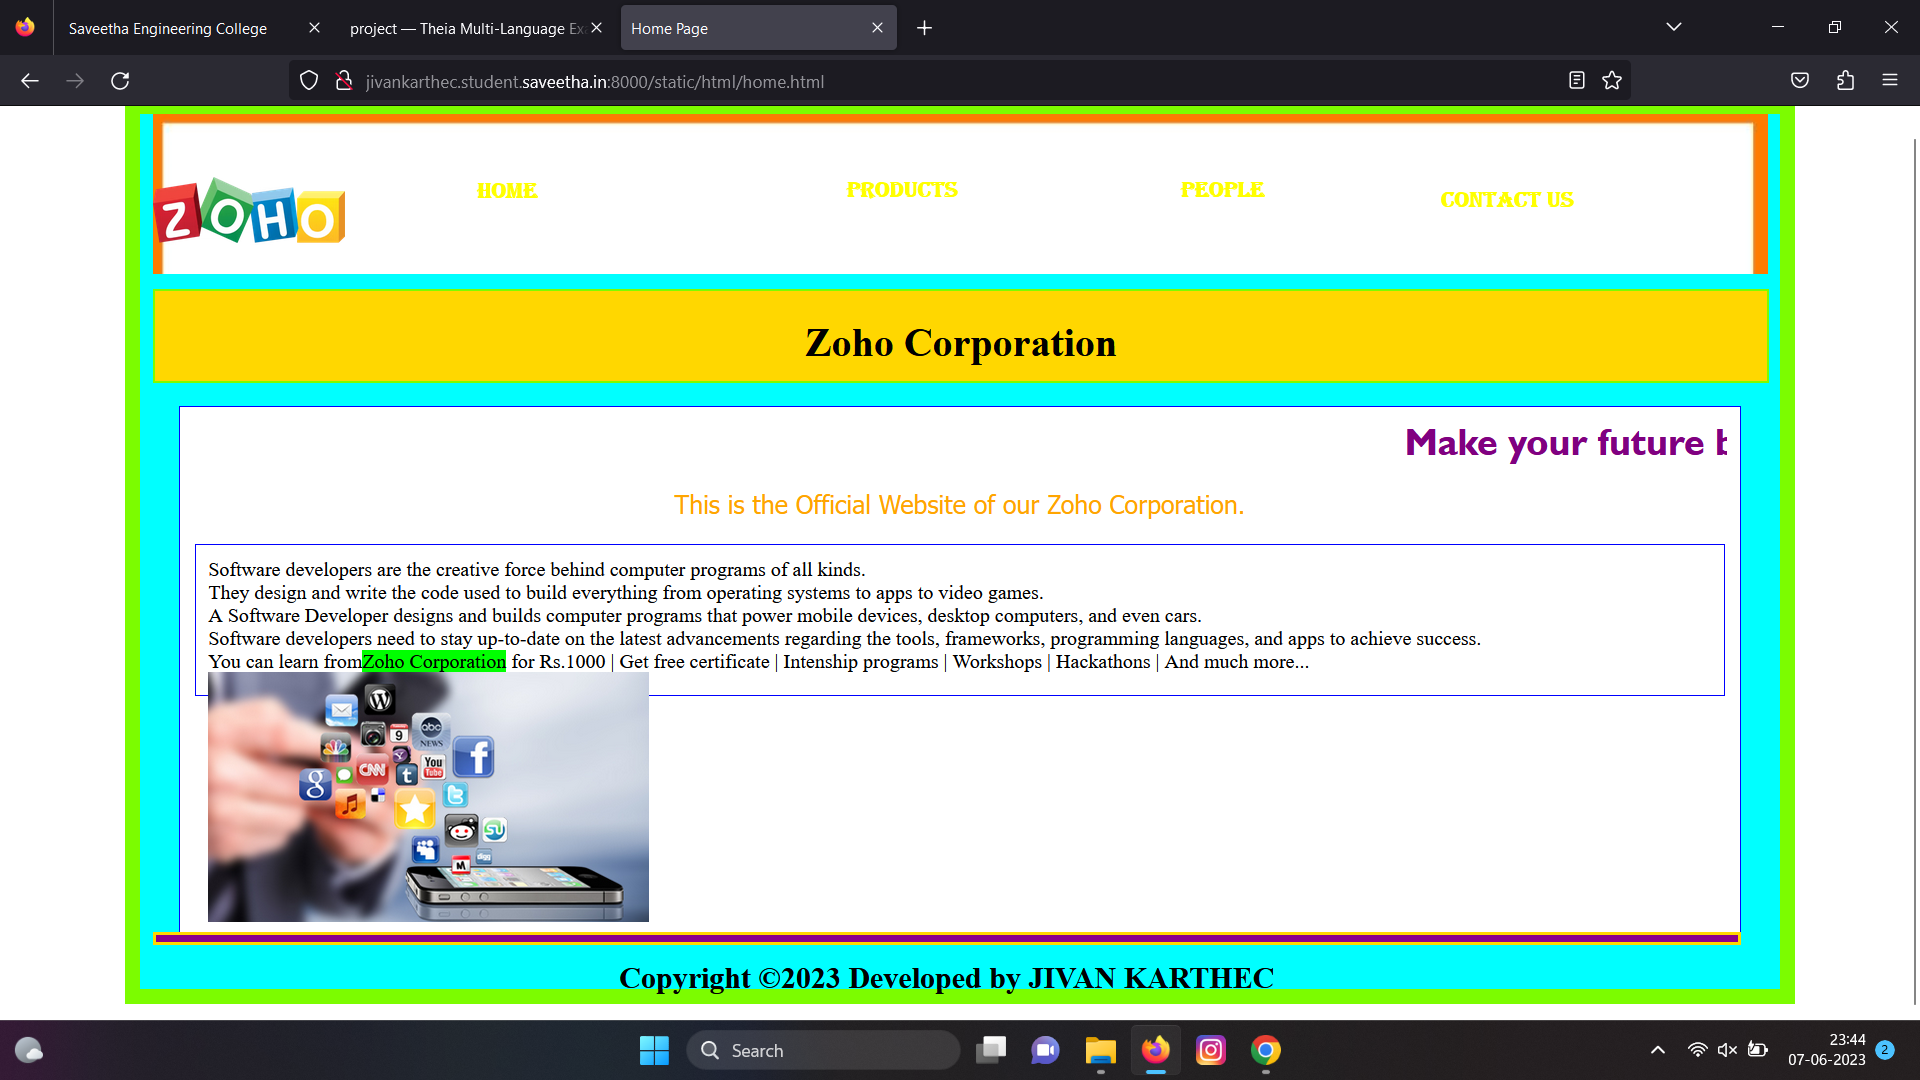 Saveetha Engineering College
project — Theia Multi-Language Ex
Home Page
jivankarthec.student.saveetha.in:8000/static/html/home.html
ZOHO
HOME
PRODUCTS
PEOPLE
CONTACT US
Zoho Corporation
Make your future b
This is the Official Website of our Zoho Corporation.
Software developers are the creative force behind computer programs of all kinds.
They design and write the code used to build everything from operating systems to apps to video games.
A Software Developer designs and builds computer programs that power mobile devices, desktop computers, and even cars.
Software developers need to stay up-to-date on the latest advancements regarding the tools, frameworks, programming languages, and apps to achieve success.
You can learn fromZoho Corporation for Rs.1000 | Get free certificate | Intenship programs | Workshops | Hackathons | And much more...
abc
NEWS
9
You
Tube
CNN
digg
Copyright ©2023 Developed by JIVAN KARTHEC
Search
23:44
07-06-2023
2